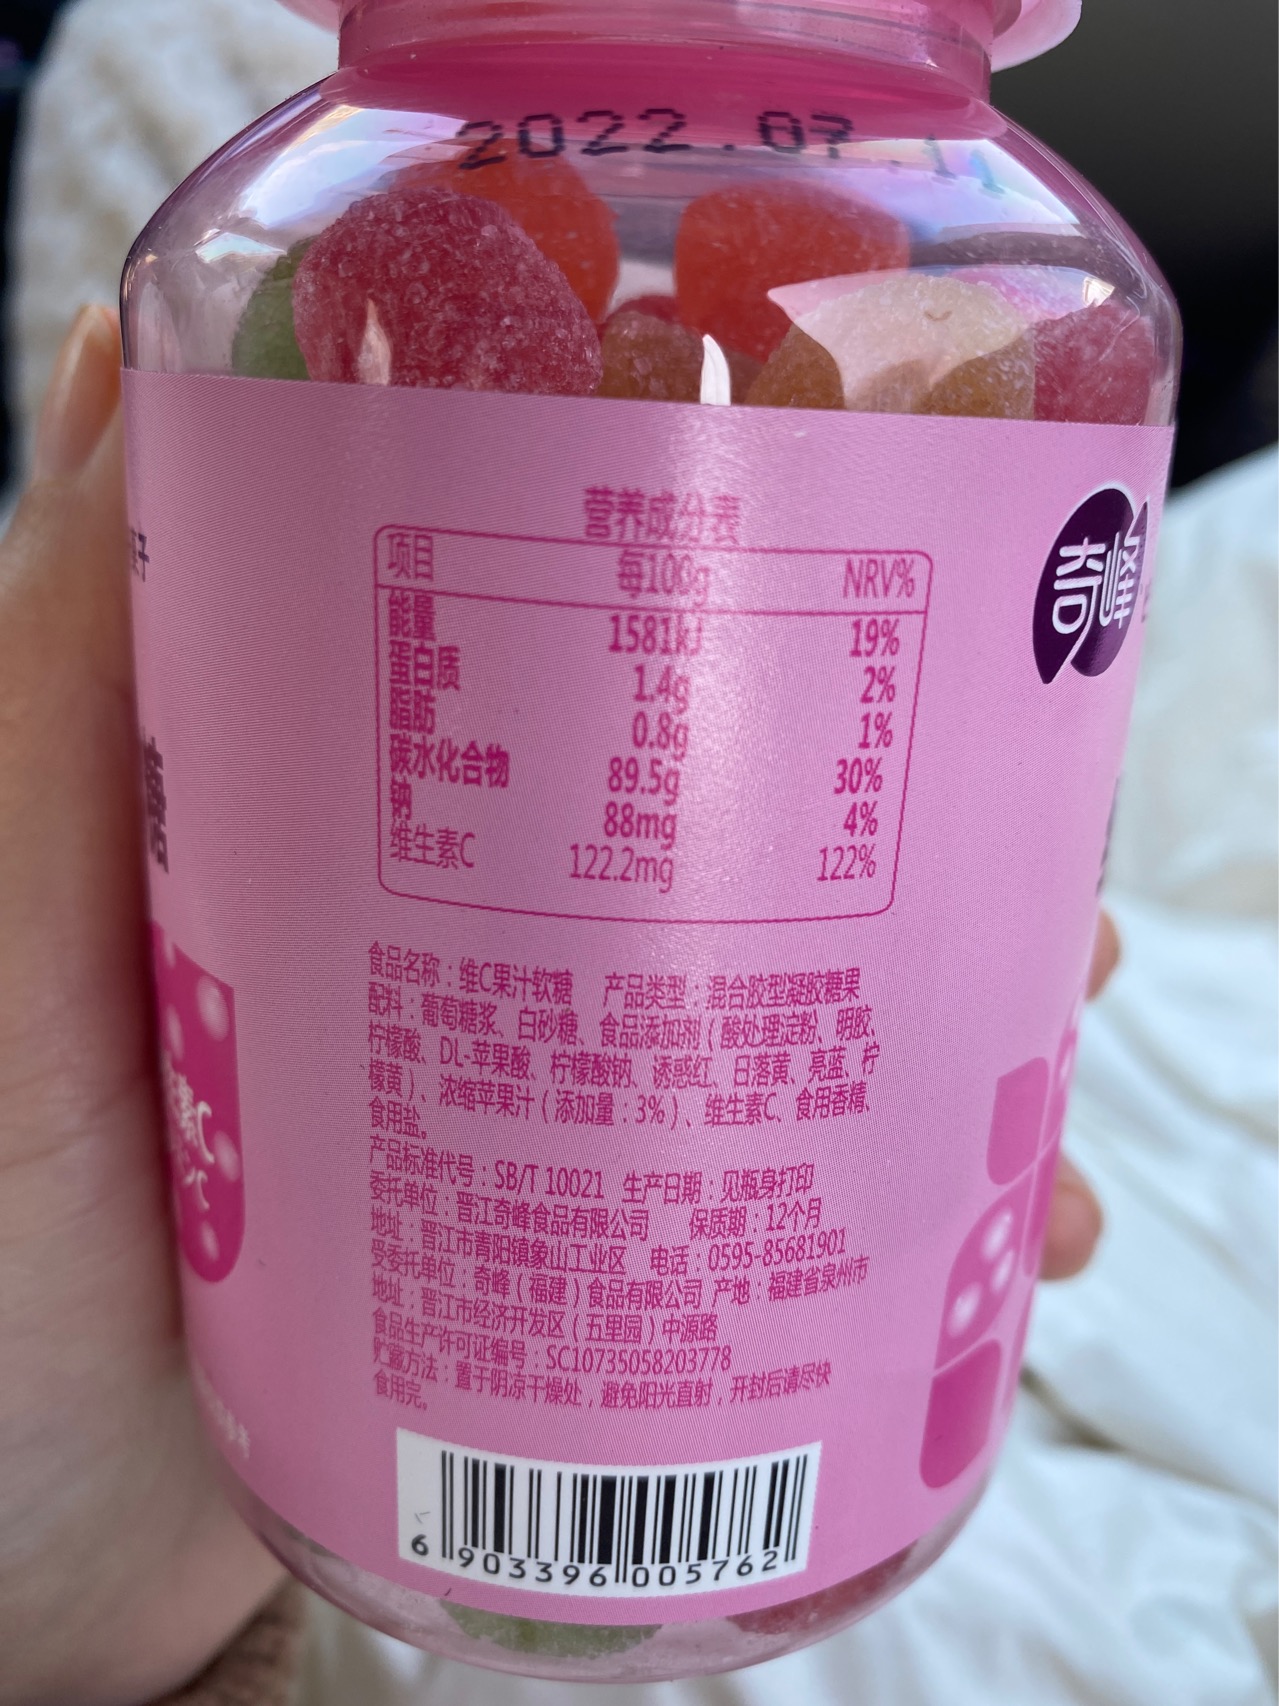 2022.07.11
营养成分表
项目 每100g NRV%
能量 1581kJ 19%
蛋白质 1.4g 2%
脂肪 0.8g 1%
碳水化合物 89.5g 30%
钠 88mg 4%
维生素C 122.2mg 122%
奇峰
糖
食品名称：维C果汁软糖 产品类型：混合胶型凝胶糖果
配料：葡萄糖浆、白砂糖、食品添加剂（酸处理淀粉、明胶、
柠檬酸、DL-苹果酸、柠檬酸钠、诱惑红、日落黄、亮蓝、柠
檬黄）、浓缩苹果汁（添加量：3%）、维生素C、食用香精、
食用盐。
产品标准代号：SB/T 10021 生产日期：见瓶身打印
委托单位：晋江奇峰食品有限公司 保质期：12个月
地址：晋江市青阳镇象山工业区 电话：0595-85681901
受委托单位：奇峰（福建）食品有限公司 产地：福建省泉州市
地址：晋江市经济开发区（五里园）中源路
食品生产许可证编号：SC10735058203778
贮藏方法：置于阴凉干燥处，避免阳光直射，开封后请尽快
食用完。
6 903396 005762